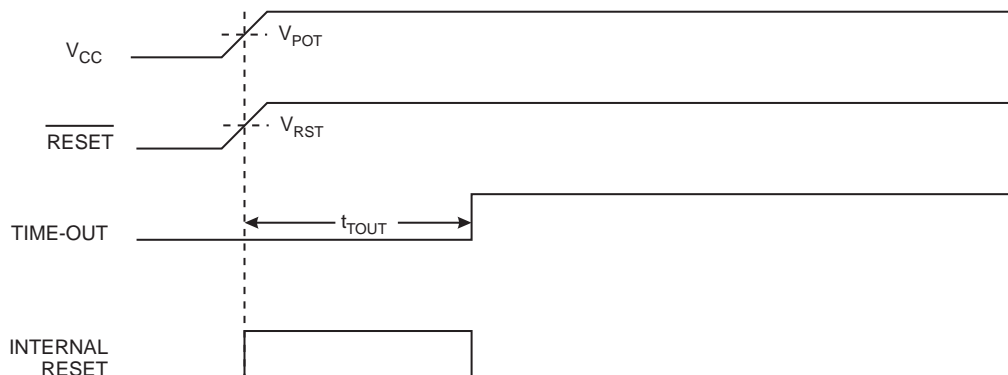 V_CC
V_POT
RESET
V_RST
TIME-OUT
t_TOUT
INTERNAL
RESET